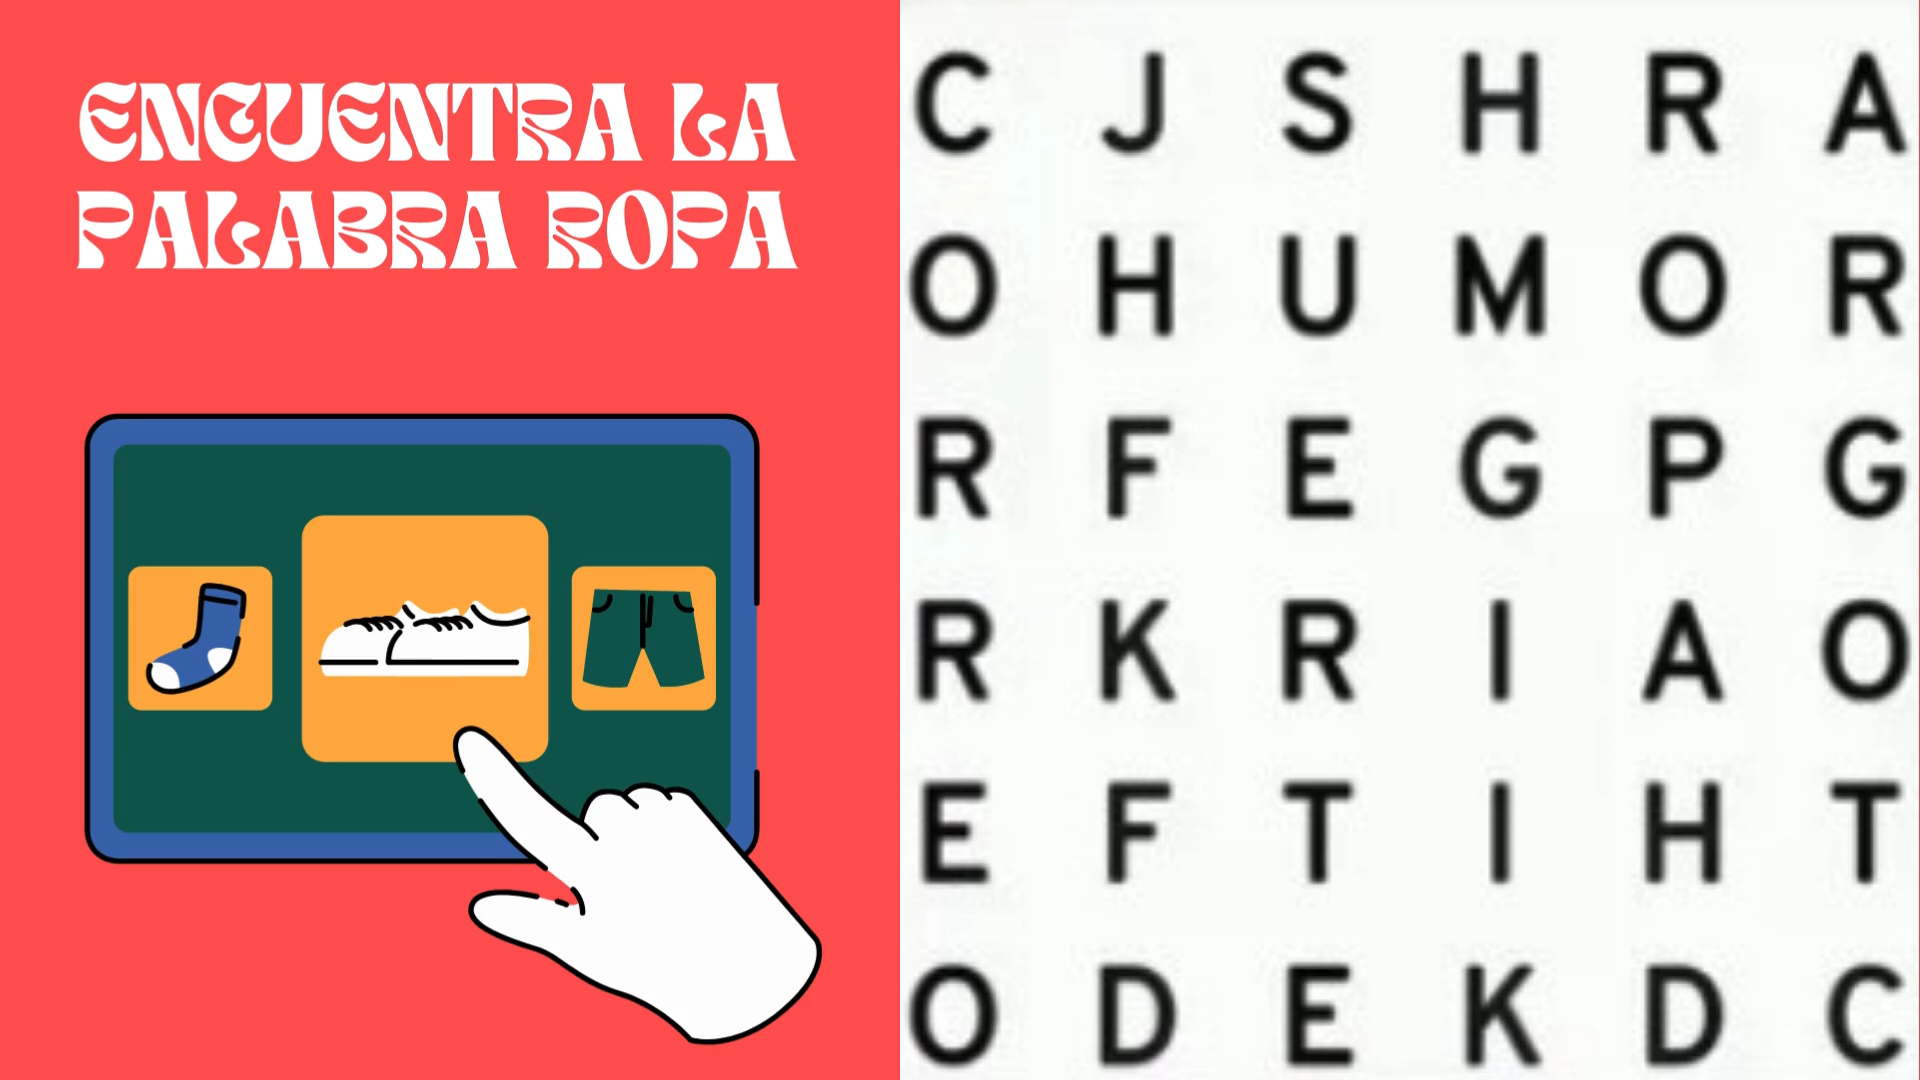 ENCUENTRA LA
PALABRA ROPA
C J S H R A
O H U M O R
R F E G P G
R K R I A O
E F T I H T
O D E K D C